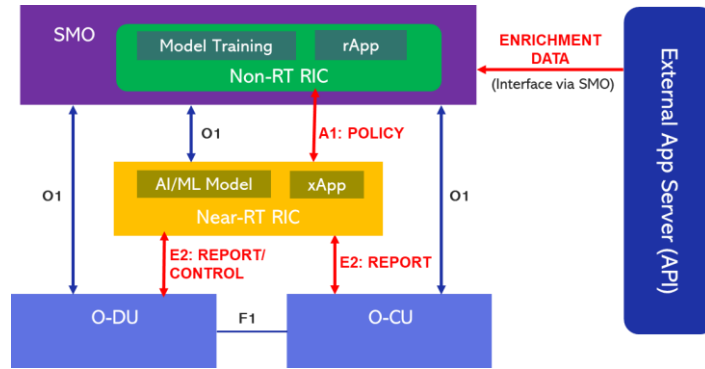 SMO
Model Training
rApp
Non-RT RIC
ENRICHMENT
DATA
(Interface via SMO)
External App Server (API)
O1
A1: POLICY
O1
O1
AI/ML Model
xApp
Near-RT RIC
E2: REPORT/
CONTROL
E2: REPORT
O-DU
F1
O-CU